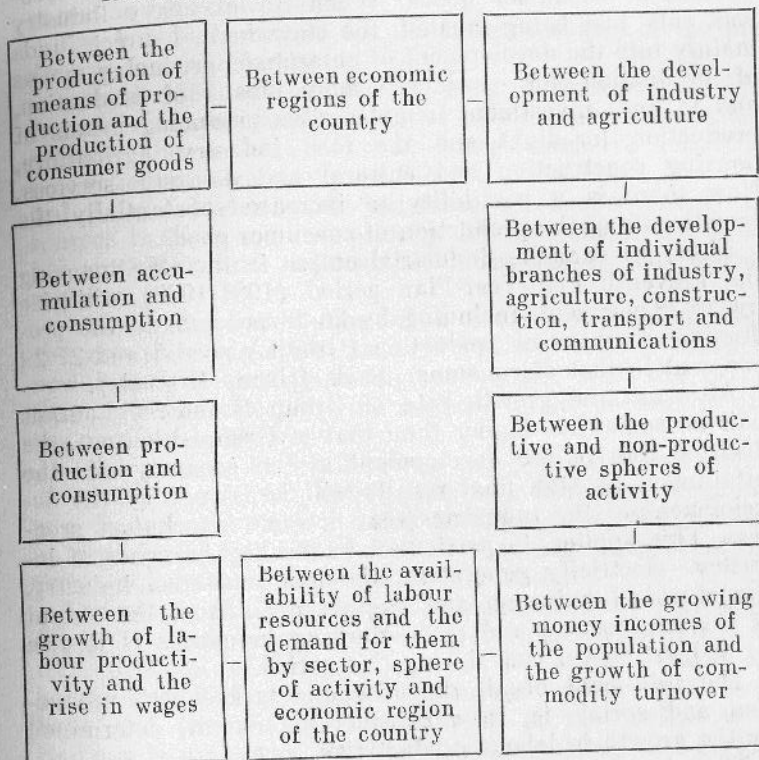 Between the
production of
means of pro-
duction and the
production of
consumer goods
Between economic
regions of the
country
Between the devel-
opment of industry
and agriculture
Between accu-
mulation and
consumption
Between the develop-
ment of individual
branches of industry,
agriculture, construc-
tion, transport and
communications
Between pro-
duction and
consumption
Between the produc-
tive and non-produc-
tive spheres of
activity
Between the
growth of la-
bour producti-
vity and the
rise in wages
Between the avail-
ability of labour
resources and the
demand for them
by sector, sphere
of activity and
economic region
of the country
Between the growing
money incomes of
the population and
the growth of com-
modity turnover